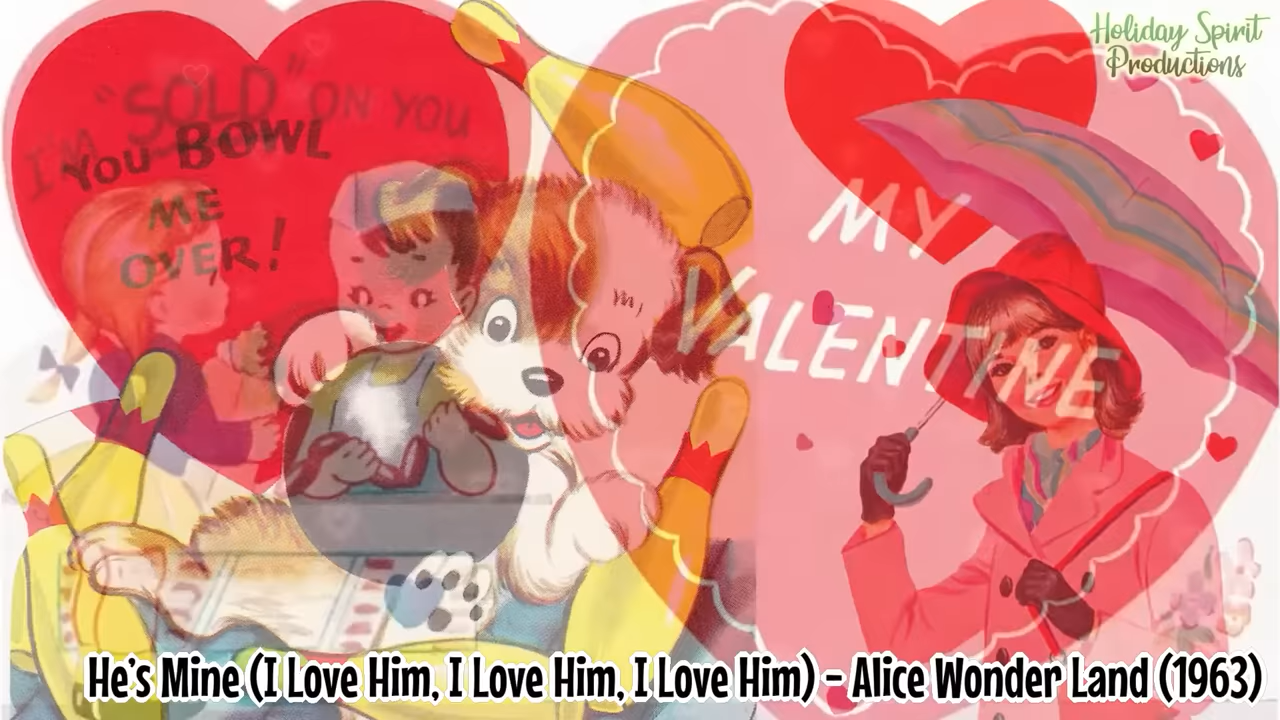 Holiday Spirit
Productions
I'M "SOLD" ON YOU
YOU BOWL
ME
OVER!
MY
VALENTINE
He's Mine (I Love Him, I Love Him, I Love Him) – Alice Wonder Land (1963)